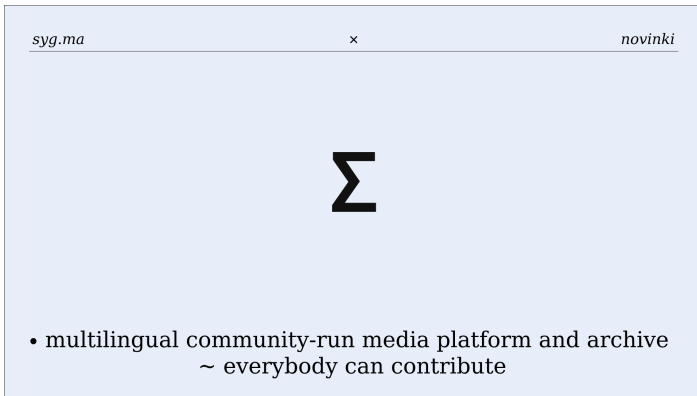 syg.ma × novinki
Σ
• multilingual community-run media platform and archive
~ everybody can contribute